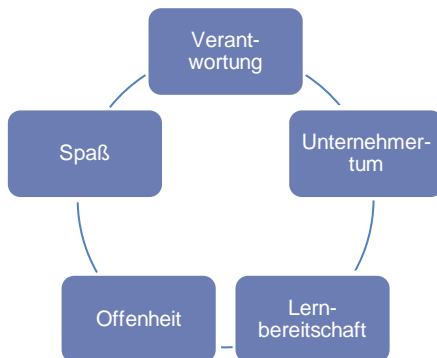 Verant-
wortung
Unternehmer-
tum
Lern-
bereitschaft
Offenheit
Spaß